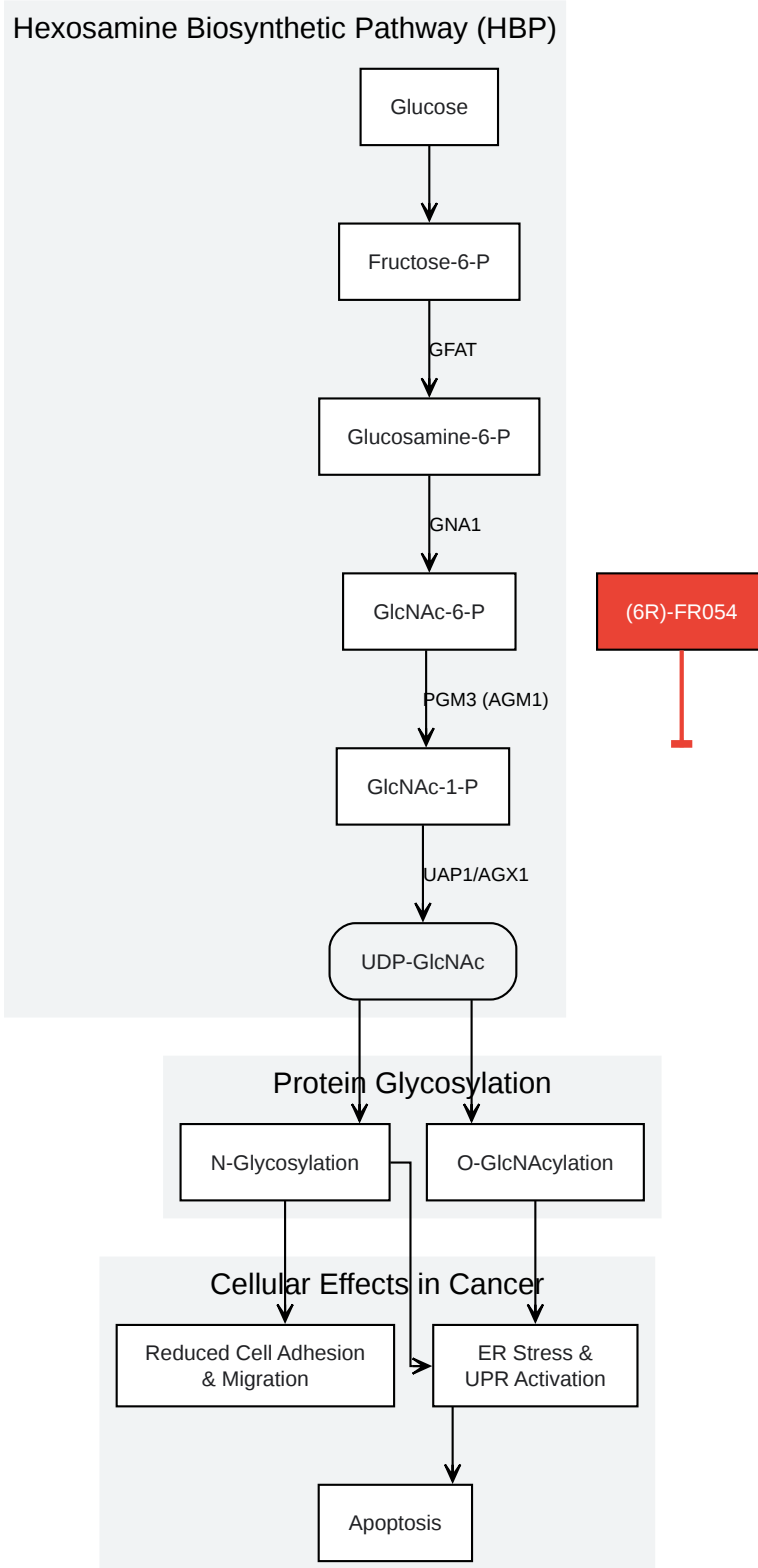 Hexosamine Biosynthetic Pathway (HBP)
Glucose
Fructose-6-P
GFAT
Glucosamine-6-P
GNA1
GlcNAc-6-P
(6R)-FR054
PGM3 (AGM1)
GlcNAc-1-P
UAP1/AGX1
UDP-GlcNAc
Protein Glycosylation
N-Glycosylation
O-GlcNAcylation
Cellular Effects in Cancer
Reduced Cell Adhesion
& Migration
ER Stress &
UPR Activation
Apoptosis